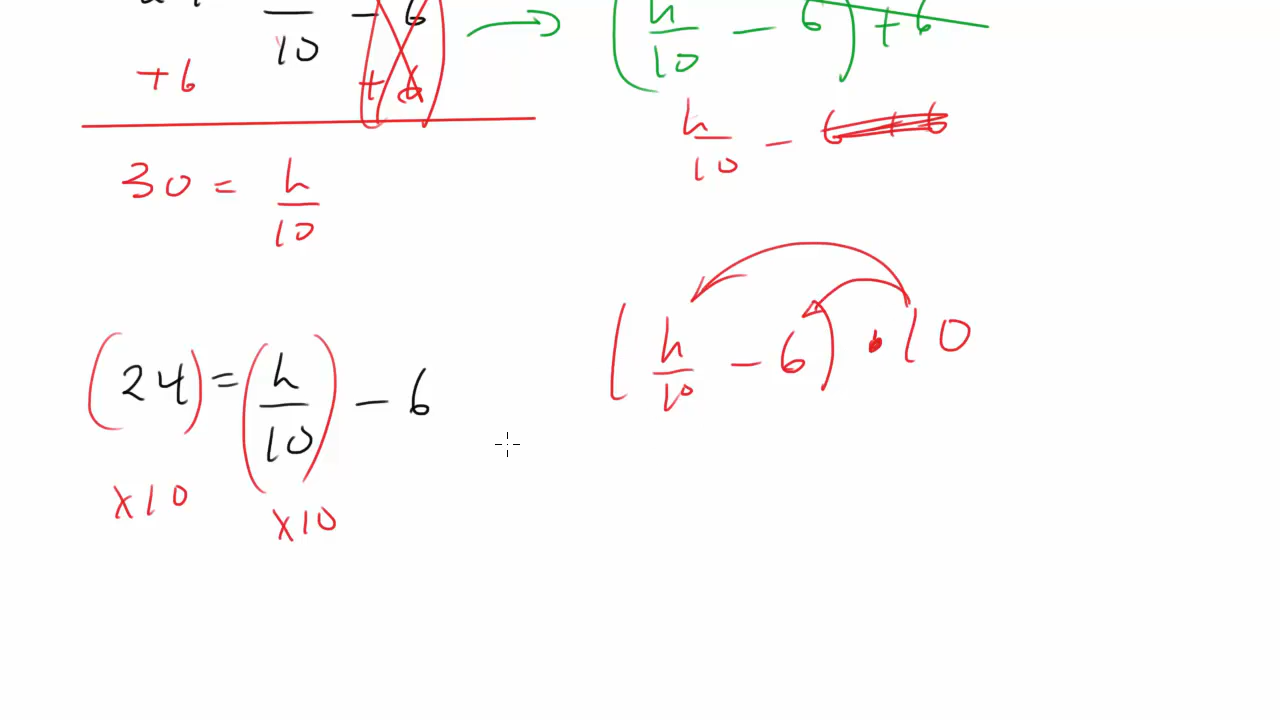 h/10 - 6
+6 + 6
30 = h/10
(h/10 - 6) + 6
h/10 - 6 + 6
(h/10 - 6) • 10
(24) = (h/10) - 6
x10 x10